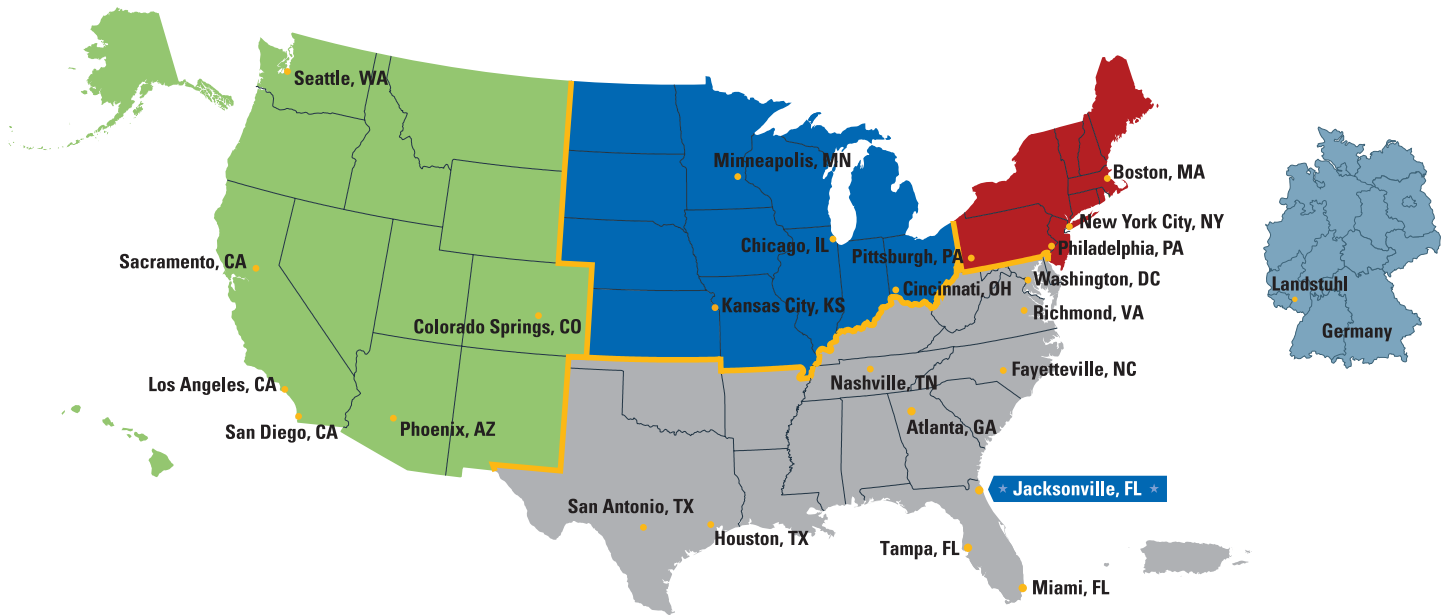 Seattle, WA
Minneapolis, MN
Boston, MA
New York City, NY
Chicago, IL
Pittsburgh, PA
Philadelphia, PA
Sacramento, CA
Washington, DC
Landstuhl
Cincinnati, OH
Kansas City, KS
Richmond, VA
Colorado Springs, CO
Germany
Fayetteville, NC
Nashville, TN
Los Angeles, CA
Atlanta, GA
San Diego, CA
Phoenix, AZ
★ Jacksonville, FL ★
San Antonio, TX
Houston, TX
Tampa, FL
Miami, FL